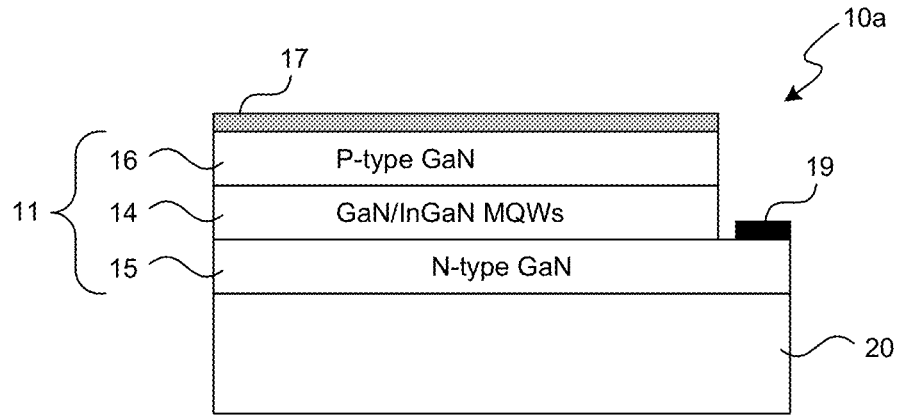 10a
17
16
P-type GaN
19
11
14
GaN/InGaN MQWs
15
N-type GaN
20